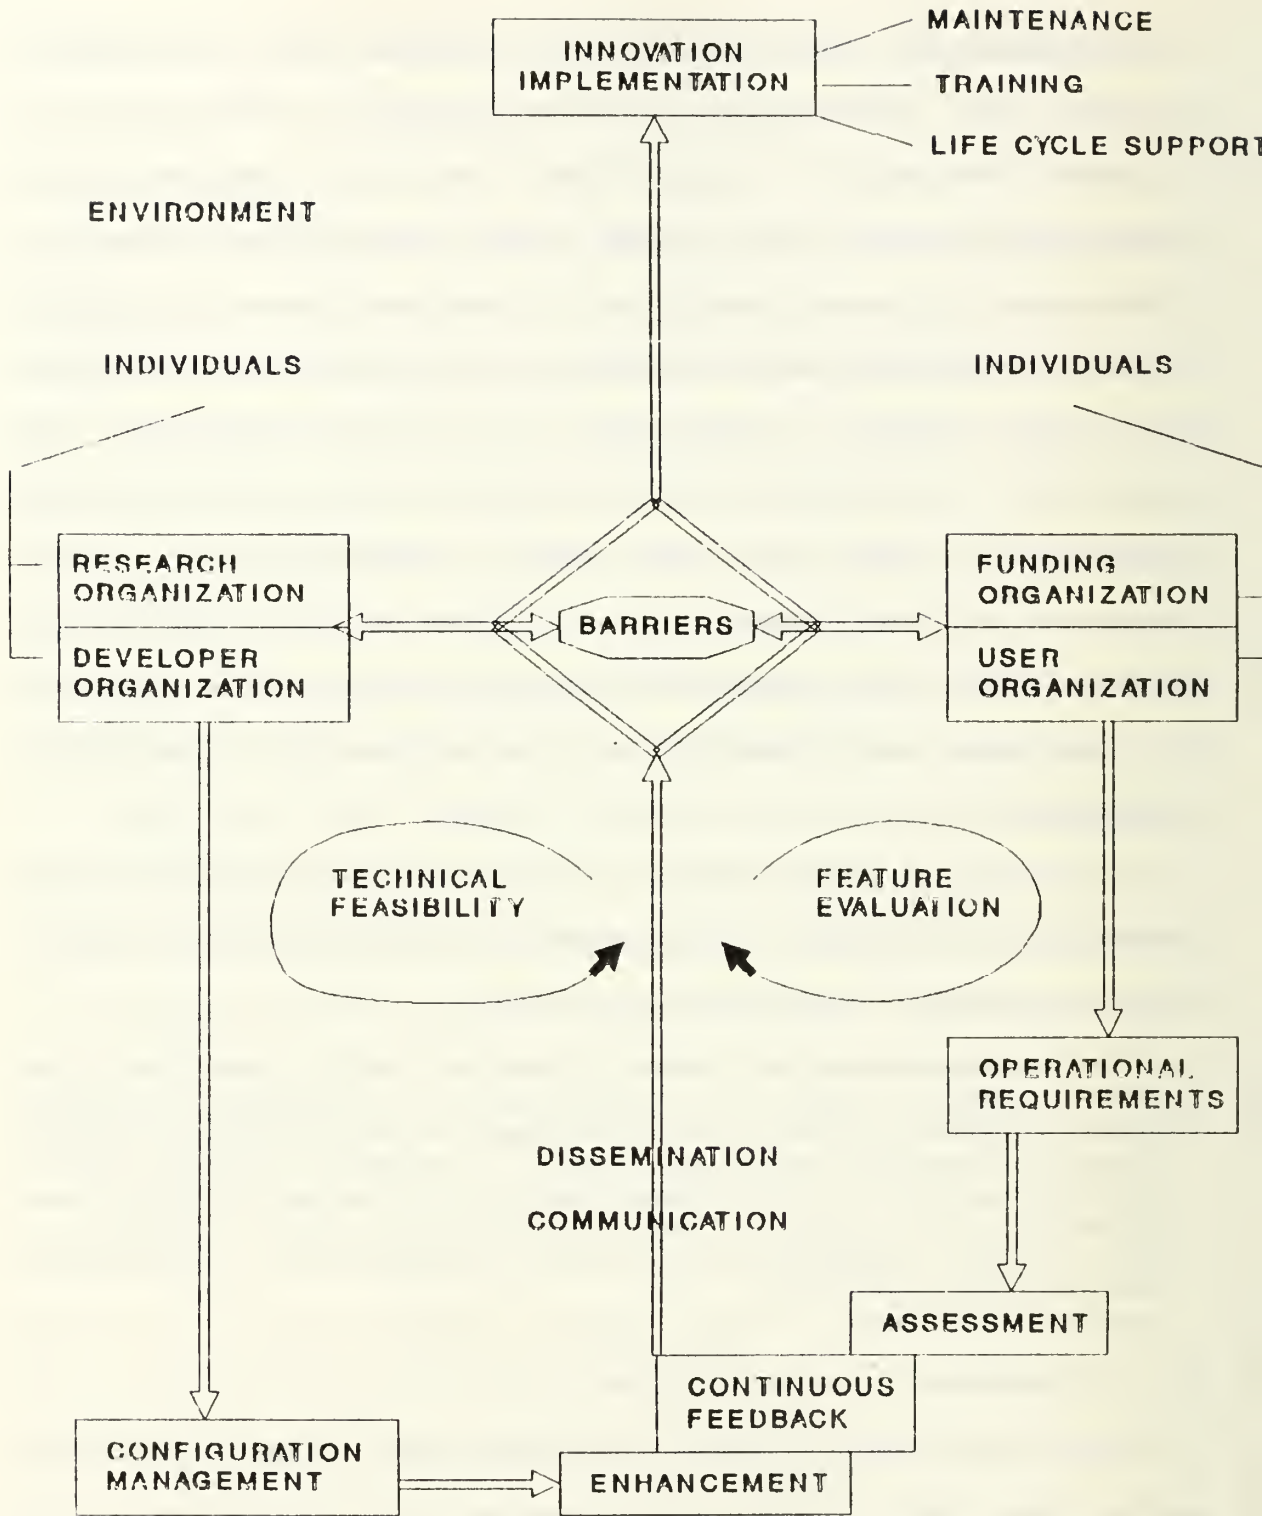 MAINTENANCE
INNOVATION
IMPLEMENTATION
TRAINING
LIFE CYCLE SUPPORT
ENVIRONMENT
INDIVIDUALS
INDIVIDUALS
RESEARCH
ORGANIZATION
DEVELOPER
ORGANIZATION
BARRIERS
FUNDING
ORGANIZATION
USER
ORGANIZATION
TECHNICAL
FEASIBILITY
FEATURE
EVALUATION
OPERATIONAL
REQUIREMENTS
DISSEMINATION
COMMUNICATION
ASSESSMENT
CONTINUOUS
FEEDBACK
CONFIGURATION
MANAGEMENT
ENHANCEMENT